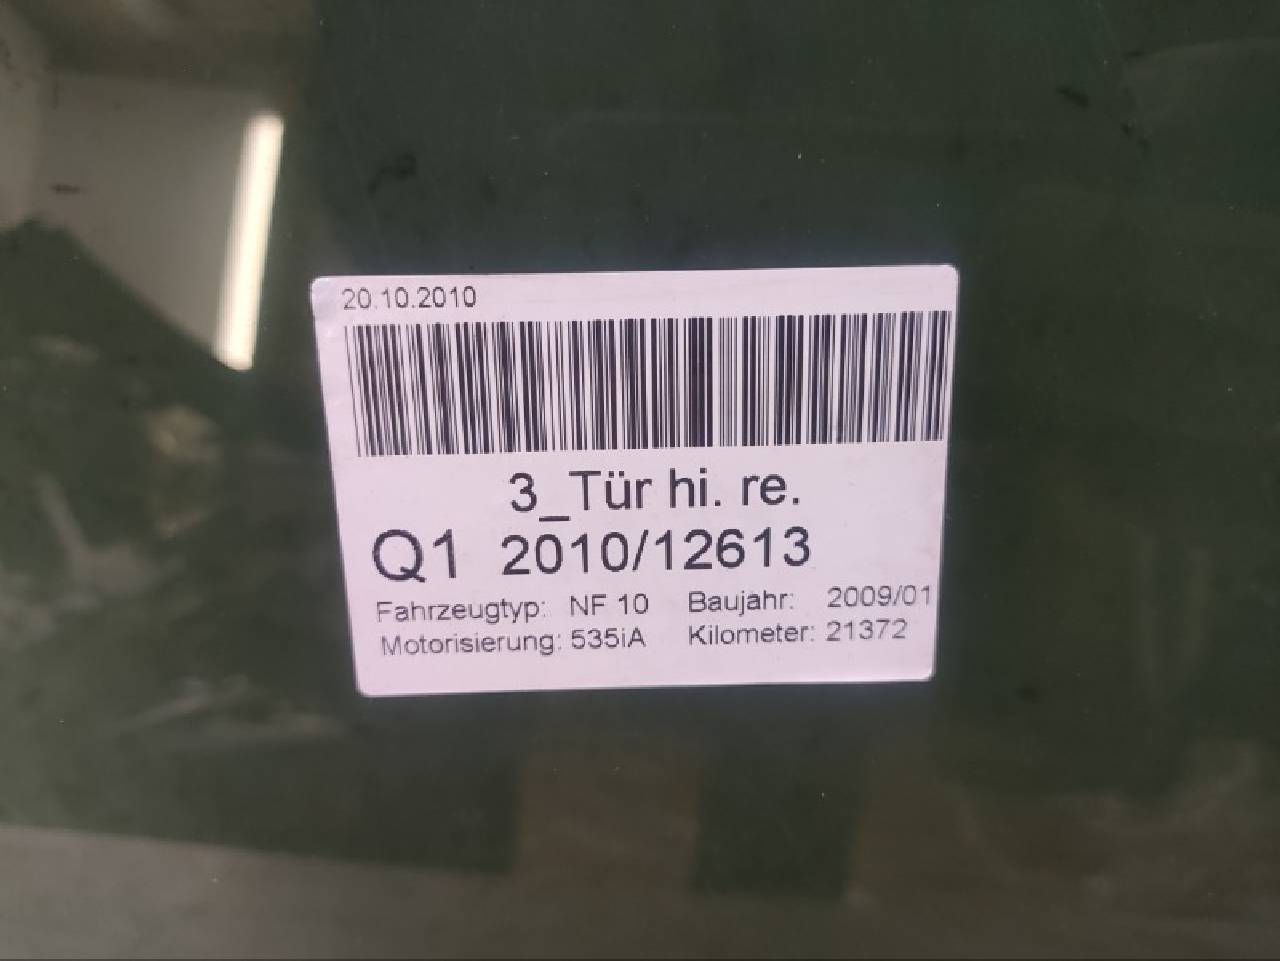 20.10.2010
3_Tür hi. re.
Q1 2010/12613
Fahrzeugtyp: NF 10 Baujahr: 2009/01
Motorisierung: 535iA Kilometer: 21372